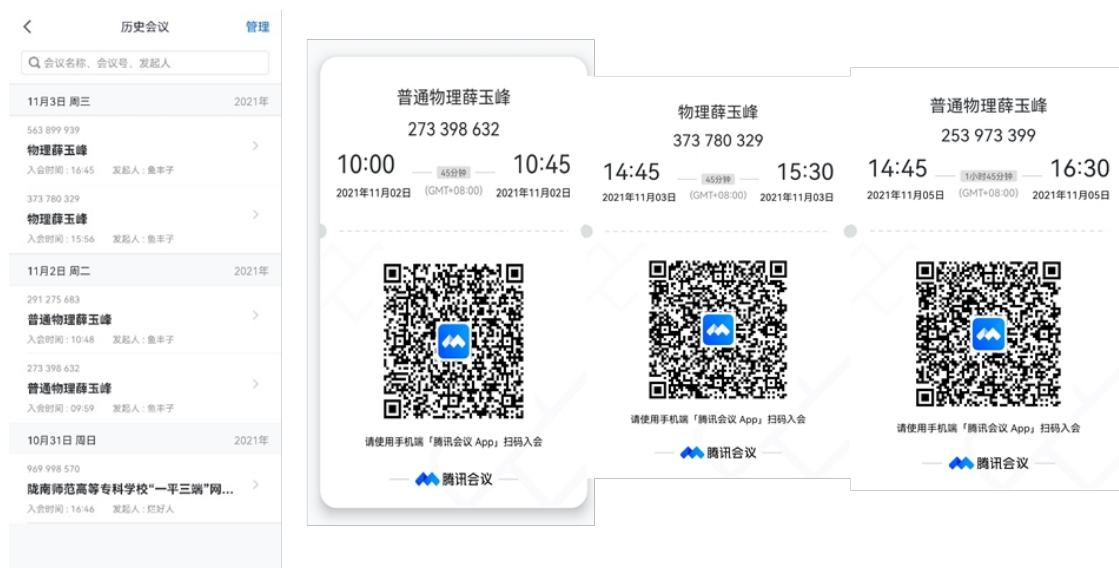 历史会议
管理
会议名称、会议号、发起人
11月3日 周三
2021年
563 899 939
物理薛玉峰
入会时间:16:45 发起人:鱼丰子
373 780 329
物理薛玉峰
入会时间:15:56 发起人:鱼丰子
11月2日 周二
2021年
291 275 683
普通物理薛玉峰
入会时间:10:48 发起人:鱼丰子
273 398 632
普通物理薛玉峰
入会时间:09:59 发起人:鱼丰子
10月31日 周日
2021年
969 998 570
陇南师范高等专科学校“一平三端”网...
入会时间:16:46 发起人:烂好人
普通物理薛玉峰
273 398 632
10:00
45分钟
10:45
2021年11月02日
(GMT+08:00)
2021年11月02日
请使用手机端「腾讯会议 App」扫码入会
腾讯会议
物理薛玉峰
373 780 329
14:45
45分钟
15:30
2021年11月03日
(GMT+08:00)
2021年11月03日
请使用手机端「腾讯会议 App」扫码入会
腾讯会议
普通物理薛玉峰
253 973 399
14:45
1小时45分钟
16:30
2021年11月05日
(GMT+08:00)
2021年11月05日
请使用手机端「腾讯会议 App」扫码入会
腾讯会议